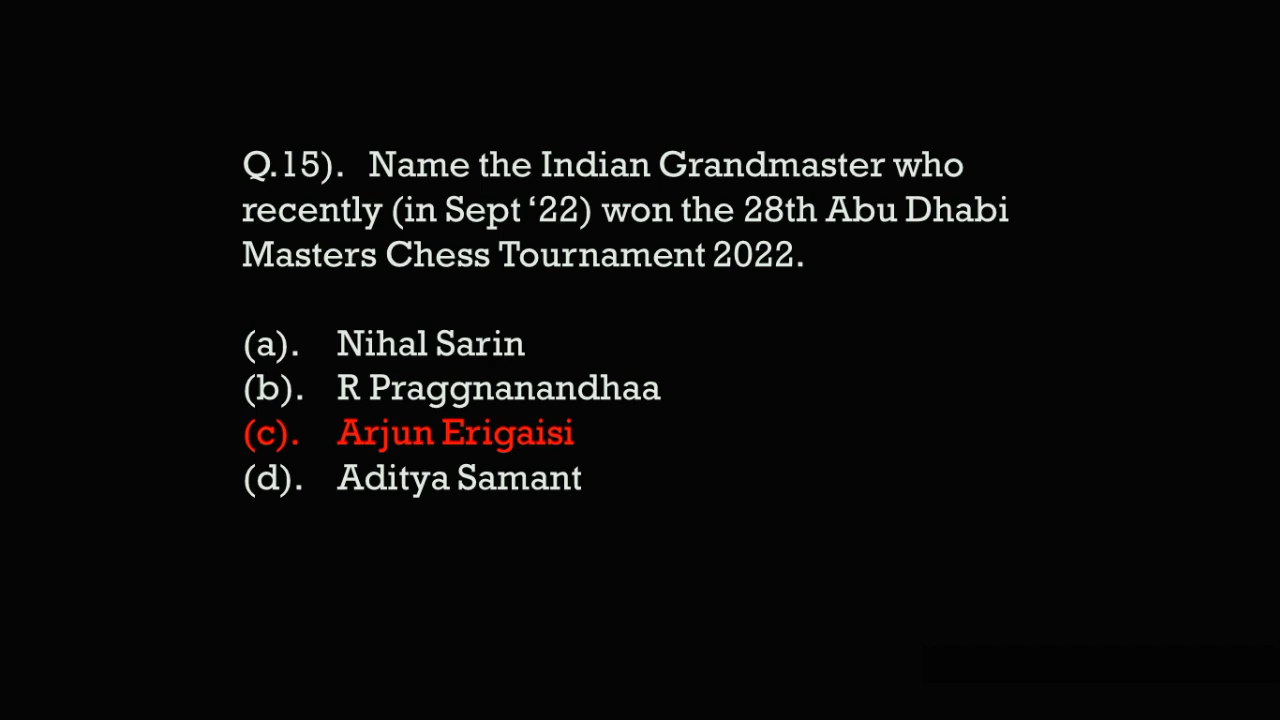 Q.15). Name the Indian Grandmaster who
recently (in Sept ‘22) won the 28th Abu Dhabi
Masters Chess Tournament 2022.
(a). Nihal Sarin
(b). R Praggnanandhaa
(c). Arjun Erigaisi
(d). Aditya Samant